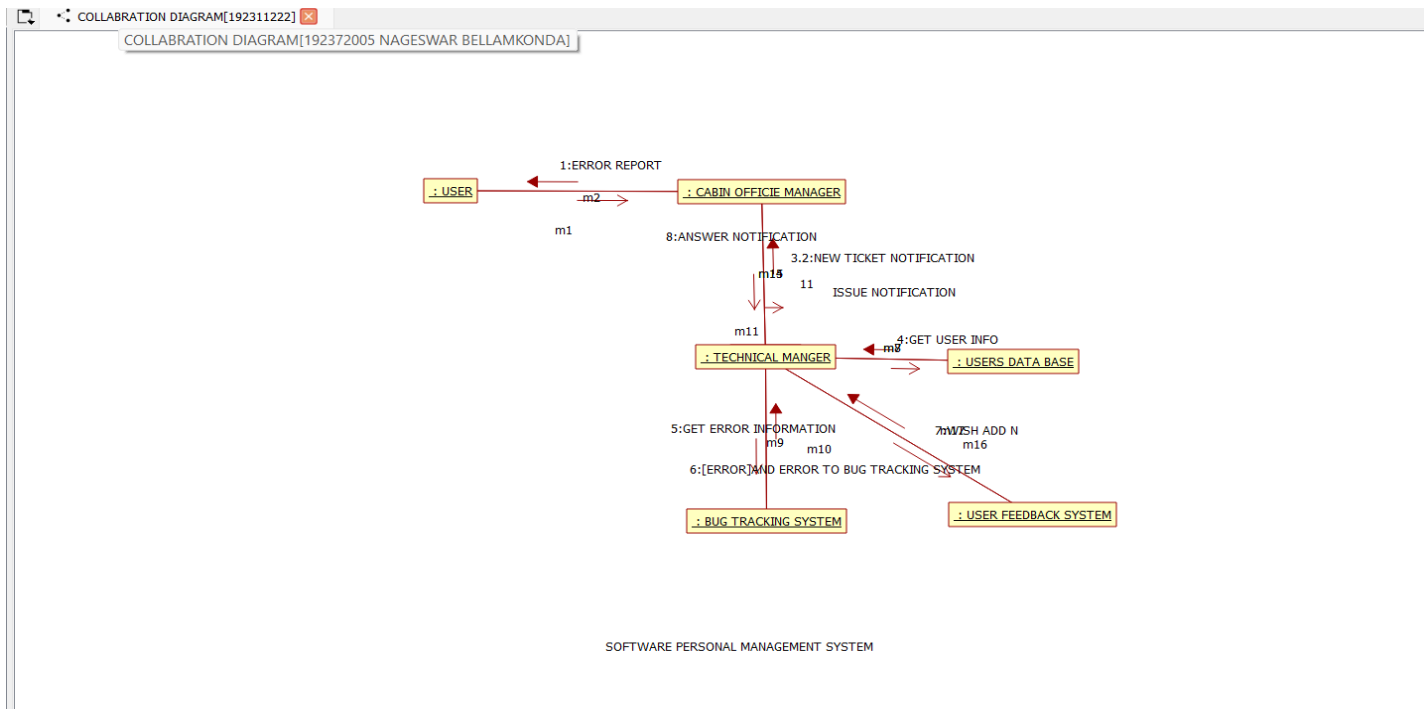 COLLABRATION DIAGRAM[192311222]
COLLABRATION DIAGRAM[192372005 NAGESWAR BELLAMKONDA]
1:ERROR REPORT
: USER
m2
: CABIN OFFICIE MANAGER
m1
8:ANSWER NOTIFICATION
3.2:NEW TICKET NOTIFICATION
11
ISSUE NOTIFICATION
m11
4:GET USER INFO
: TECHNICAL MANGER
: USERS DATA BASE
5:GET ERROR INFORMATION
WISH ADD N
m9
m10
m16
6:[ERROR]AND ERROR TO BUG TRACKING SYSTEM
: BUG TRACKING SYSTEM
: USER FEEDBACK SYSTEM
SOFTWARE PERSONAL MANAGEMENT SYSTEM